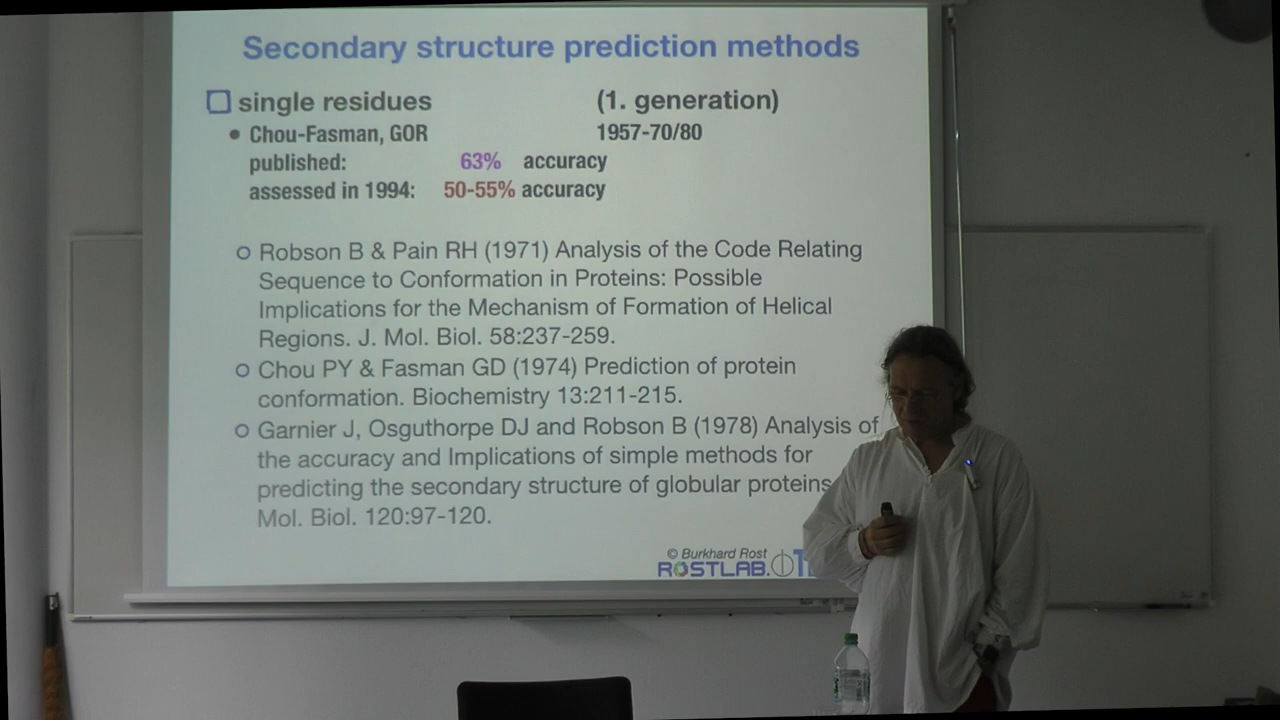 Secondary structure prediction methods
single residues (1. generation)
Chou-Fasman, GOR 1957-70/80
published: 63% accuracy
assessed in 1994: 50-55% accuracy
Robson B & Pain RH (1971) Analysis of the Code Relating
Sequence to Conformation in Proteins: Possible
Implications for the Mechanism of Formation of Helical
Regions. J. Mol. Biol. 58:237-259.
Chou PY & Fasman GD (1974) Prediction of protein
conformation. Biochemistry 13:211-215.
Garnier J, Osguthorpe DJ and Robson B (1978) Analysis of
the accuracy and Implications of simple methods for
predicting the secondary structure of globular proteins
Mol. Biol. 120:97-120.
© Burkhard Rost
ROSTLAB.